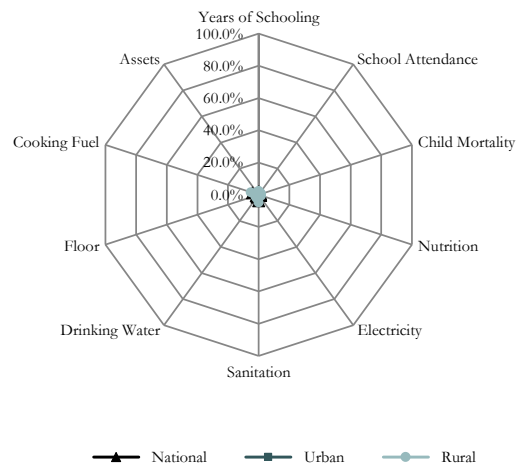 Years of Schooling
100.0%
Assets
School Attendance
80.0%
60.0%
Cooking Fuel
Child Mortality
40.0%
20.0%
0.0%
Floor
Nutrition
Drinking Water
Electricity
Sanitation
National Urban Rural